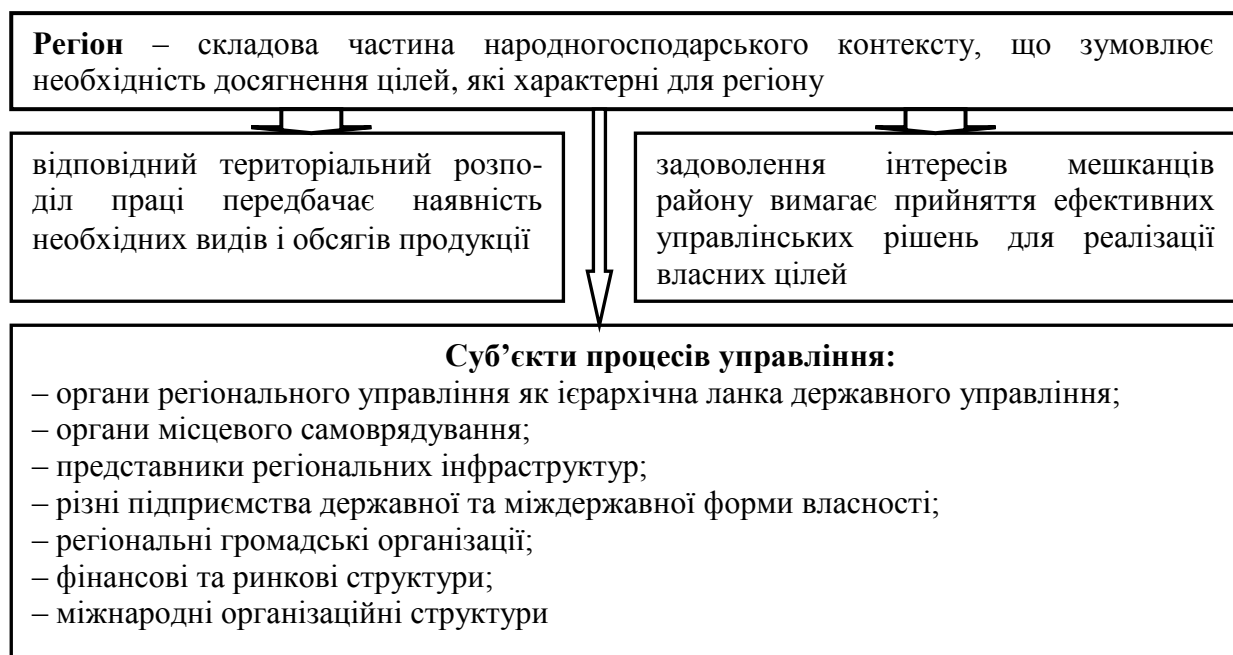 Регіон – складова частина народногосподарського контексту, що зумовлює
необхідність досягнення цілей, які характерні для регіону
відповідний територіальний розпо-
діл праці передбачає наявність
необхідних видів і обсягів продукції
задоволення інтересів мешканців
району вимагає прийняття ефективних
управлінських рішень для реалізації
власних цілей
Суб’єкти процесів управління:
– органи регіонального управління як ієрархічна ланка державного управління;
– органи місцевого самоврядування;
– представники регіональних інфраструктур;
– різні підприємства державної та міждержавної форми власності;
– регіональні громадські організації;
– фінансові та ринкові структури;
– міжнародні організаційні структури